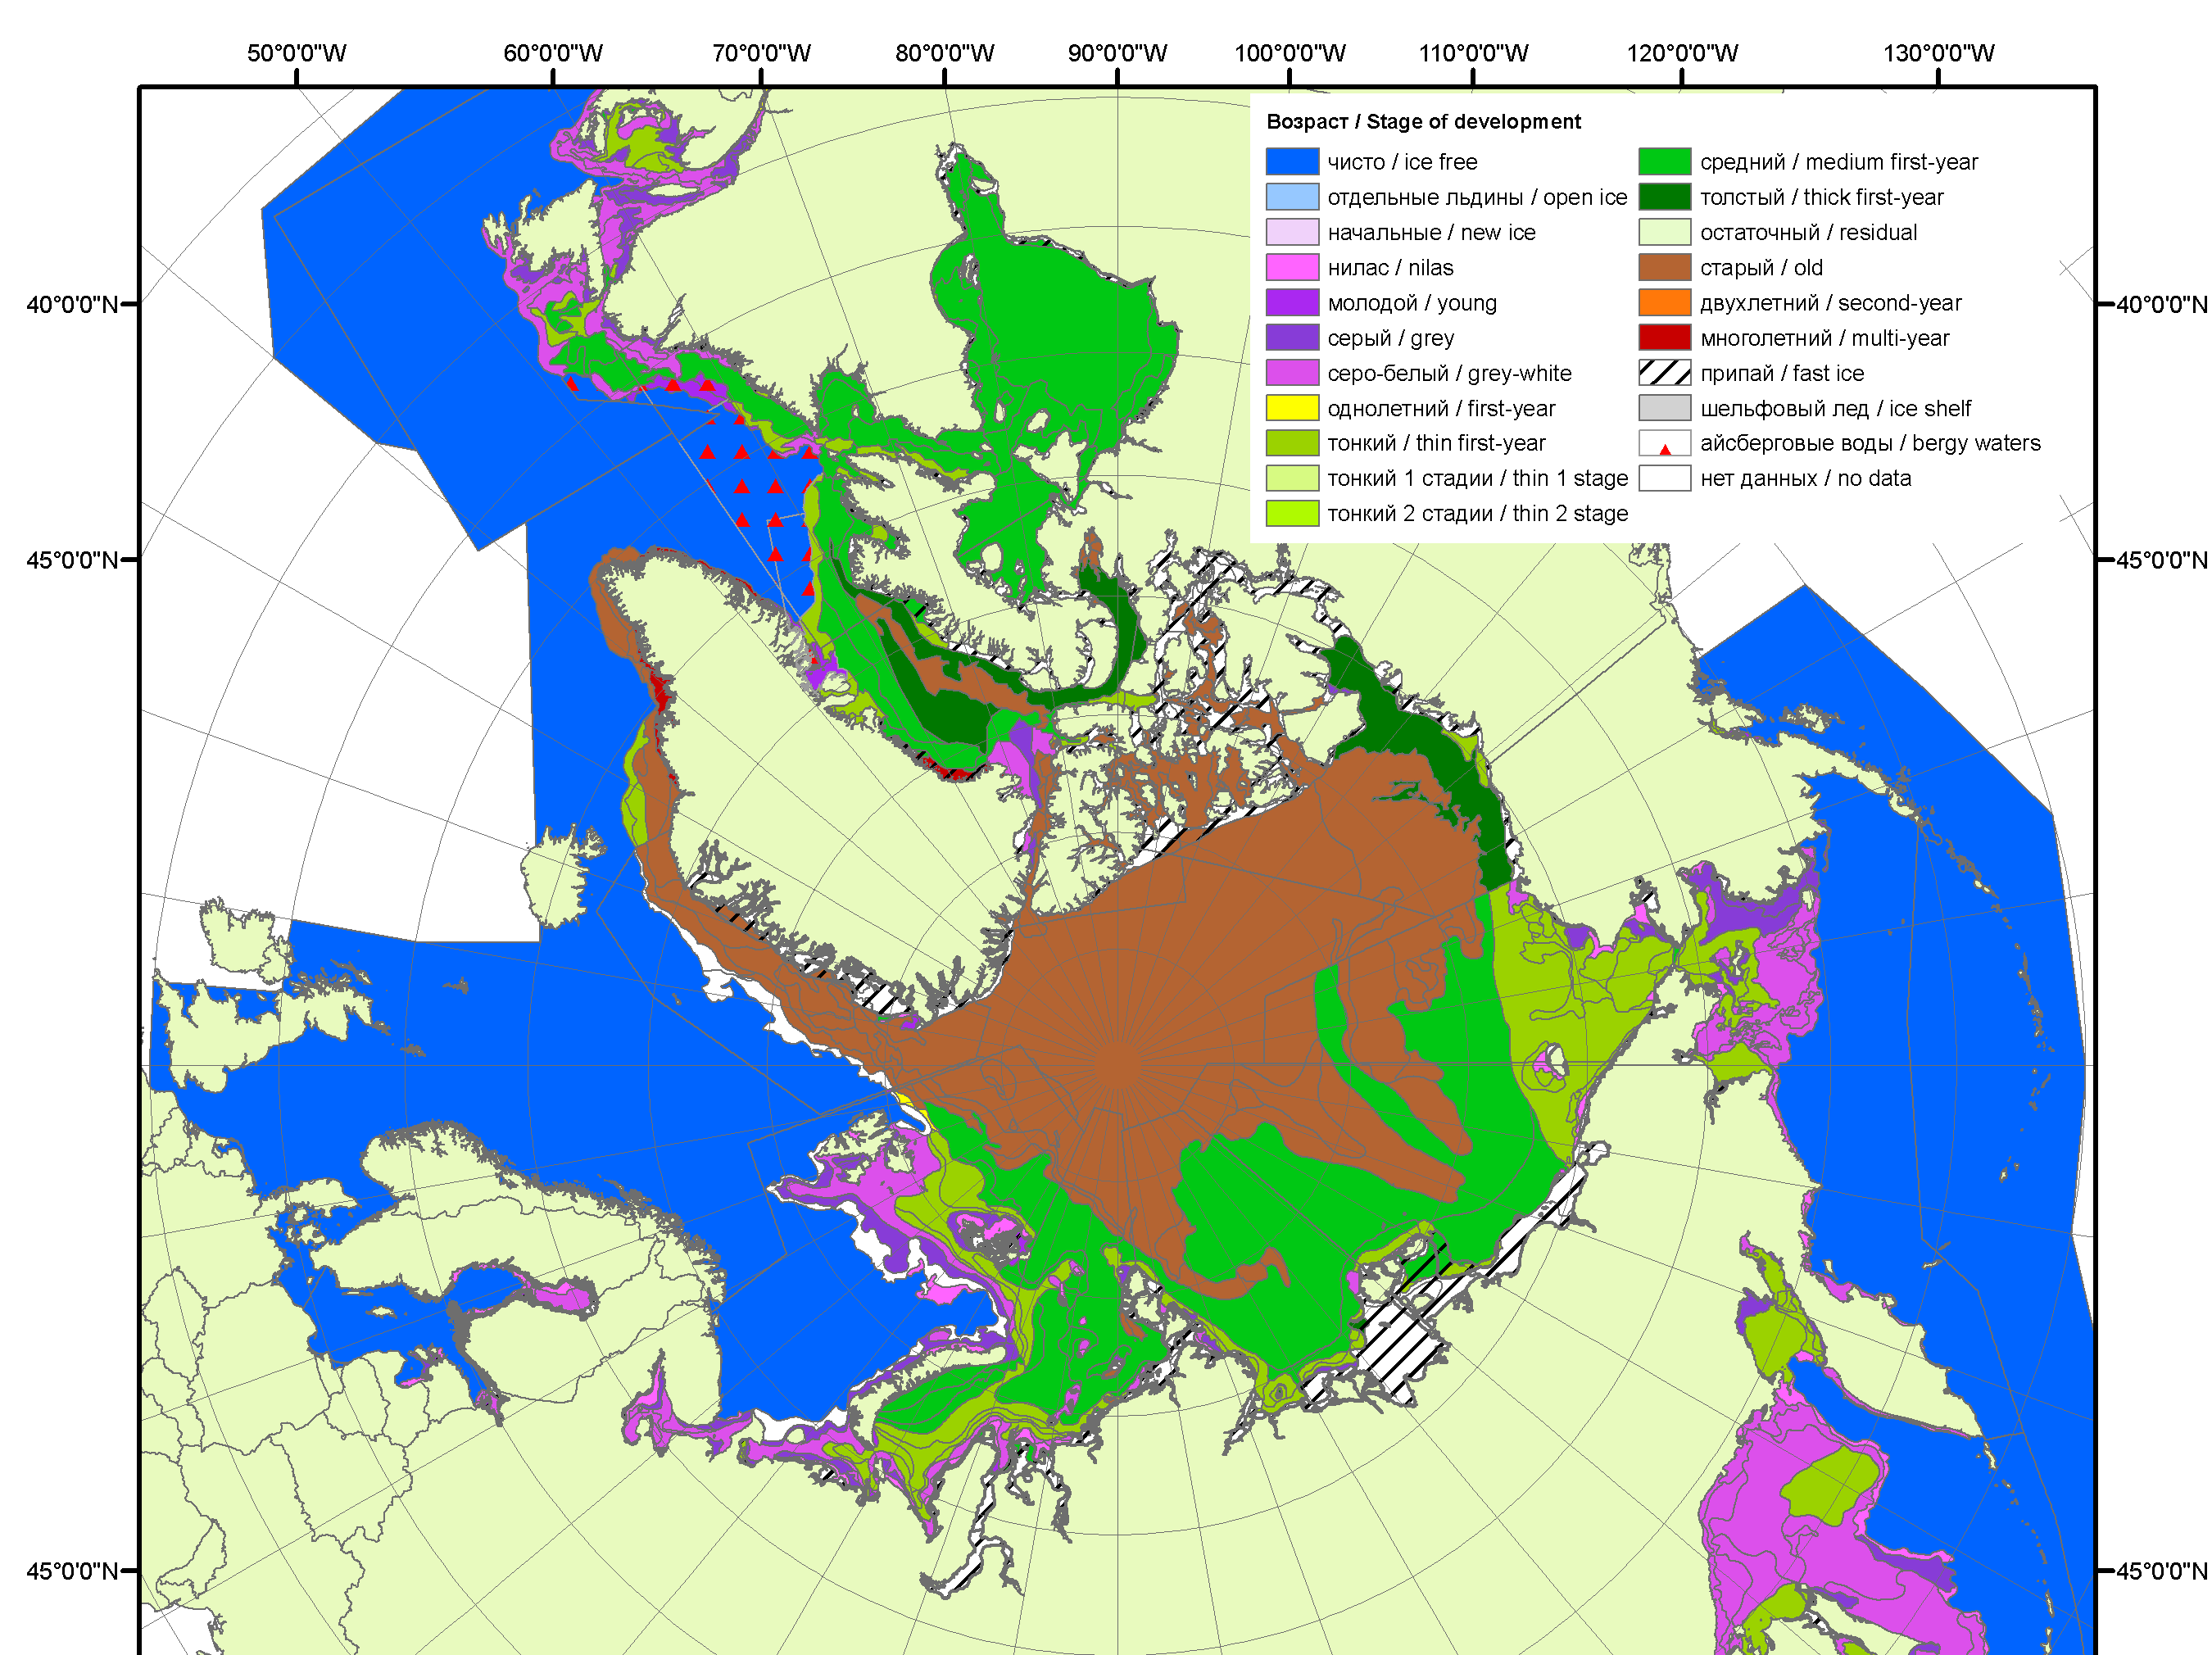 50°0'0"W 60°0'0"W 70°0'0"W 80°0'0"W 90°0'0"W 100°0'0"W 110°0'0"W 120°0'0"W 130°0'0"W
Возраст / Stage of development
чисто / ice free
отдельные льдины / open ice
начальные / new ice
нилас / nilas
молодой / young
серый / grey
серо-белый / grey-white
однолетний / first-year
тонкий / thin first-year
тонкий 1 стадии / thin 1 stage
тонкий 2 стадии / thin 2 stage
средний / medium first-year
толстый / thick first-year
остаточный / residual
старый / old
двухлетний / second-year
многолетний / multi-year
припай / fast ice
шельфовый лед / ice shelf
айсберговые воды / bergy waters
нет данных / no data
40°0'0"N 40°0'0"N
45°0'0"N 45°0'0"N
45°0'0"N 45°0'0"N